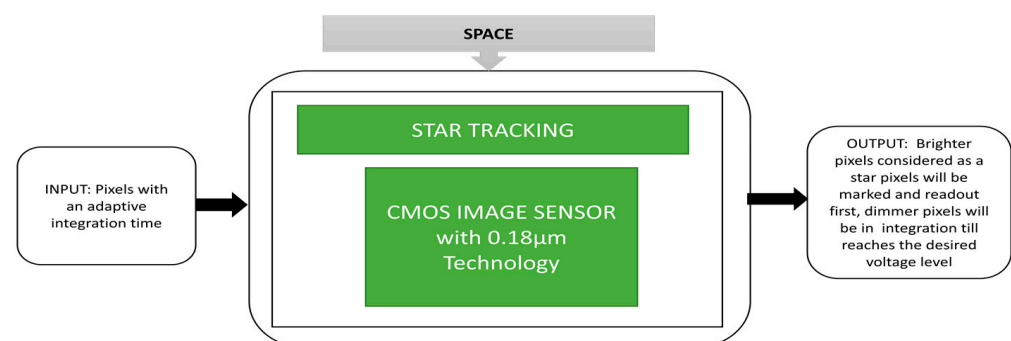 SPACE
STAR TRACKING
CMOS IMAGE SENSOR
with 0.18µm
Technology
INPUT: Pixels with
an adaptive
integration time
OUTPUT: Brighter
pixels considered as a
star pixels will be
marked and readout
first, dimmer pixels will
be in integration till
reaches the desired
voltage level